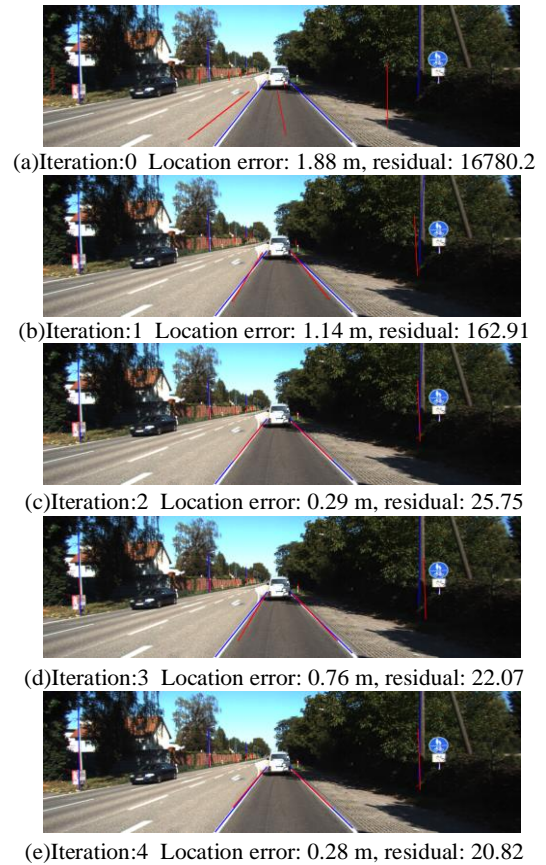 (a)Iteration:0 Location error: 1.88 m, residual: 16780.2
(b)Iteration:1 Location error: 1.14 m, residual: 162.91
(c)Iteration:2 Location error: 0.29 m, residual: 25.75
(d)Iteration:3 Location error: 0.76 m, residual: 22.07
(e)Iteration:4 Location error: 0.28 m, residual: 20.82